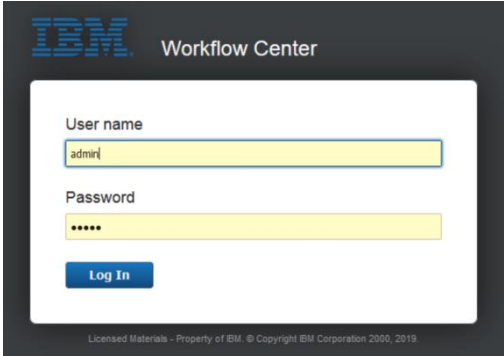 IBM Workflow Center
User name
admin
Password
•••••
Log In
Licensed Materials - Property of IBM. © Copyright IBM Corporation 2000, 2019.